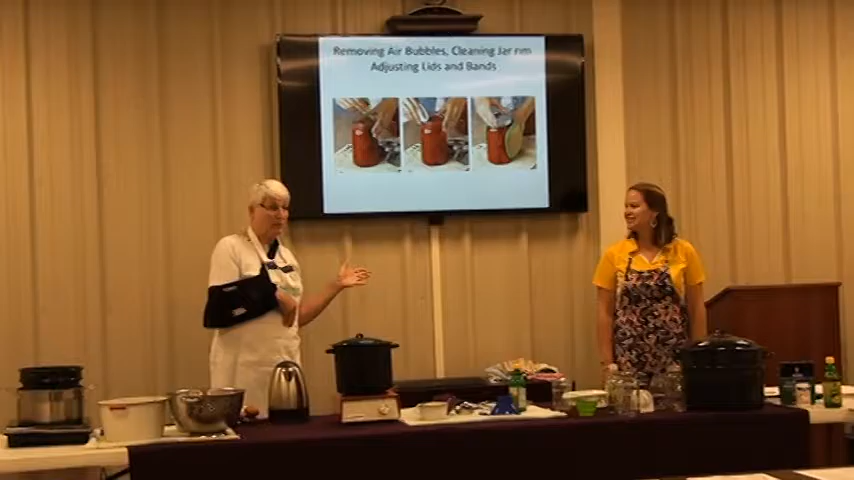 Removing Air Bubbles, Cleaning Jar rim
Adjusting Lids and Bands